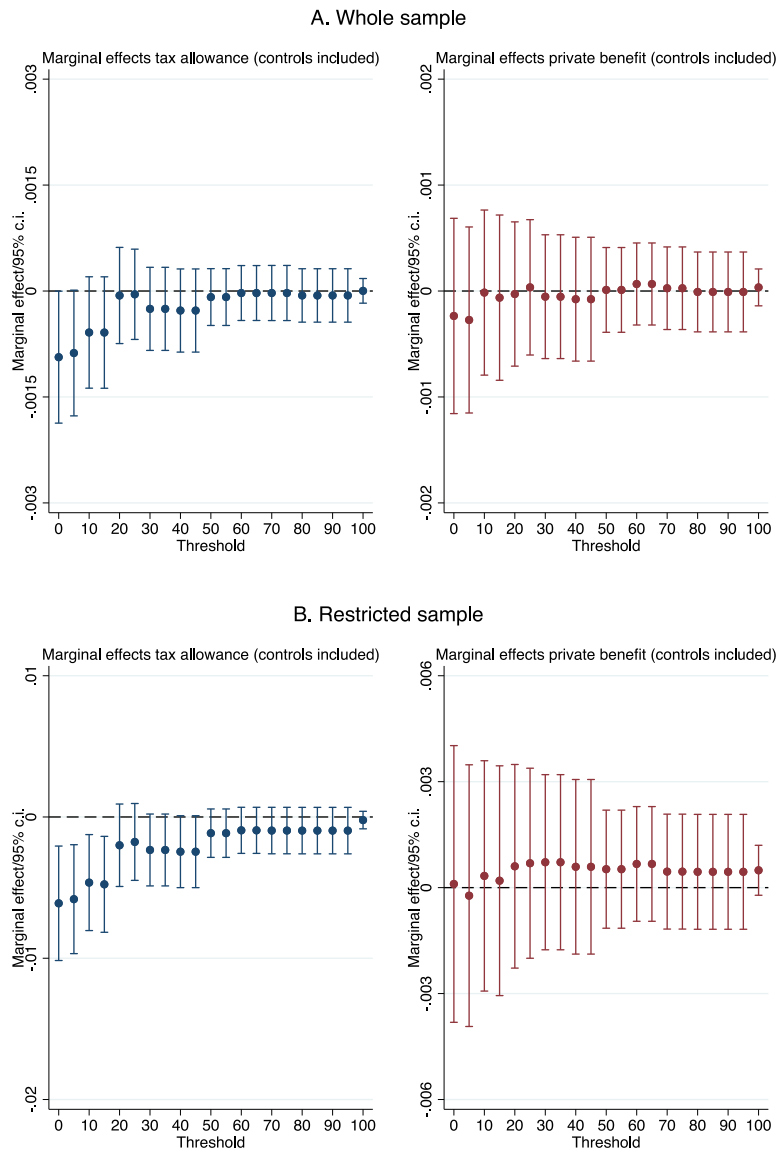 A. Whole sample
Marginal effects tax allowance (controls included)
Marginal effect/95% c.i.
.003
.0015
0
-.0015
-.003
0 10 20 30 40 50 60 70 80 90 100
Threshold
Marginal effects private benefit (controls included)
Marginal effect/95% c.i.
.002
.001
0
-.001
-.002
0 10 20 30 40 50 60 70 80 90 100
Threshold
B. Restricted sample
Marginal effects tax allowance (controls included)
Marginal effect/95% c.i.
.01
0
-.01
-.02
0 10 20 30 40 50 60 70 80 90 100
Threshold
Marginal effects private benefit (controls included)
Marginal effect/95% c.i.
.006
.003
0
-.003
-.006
0 10 20 30 40 50 60 70 80 90 100
Threshold